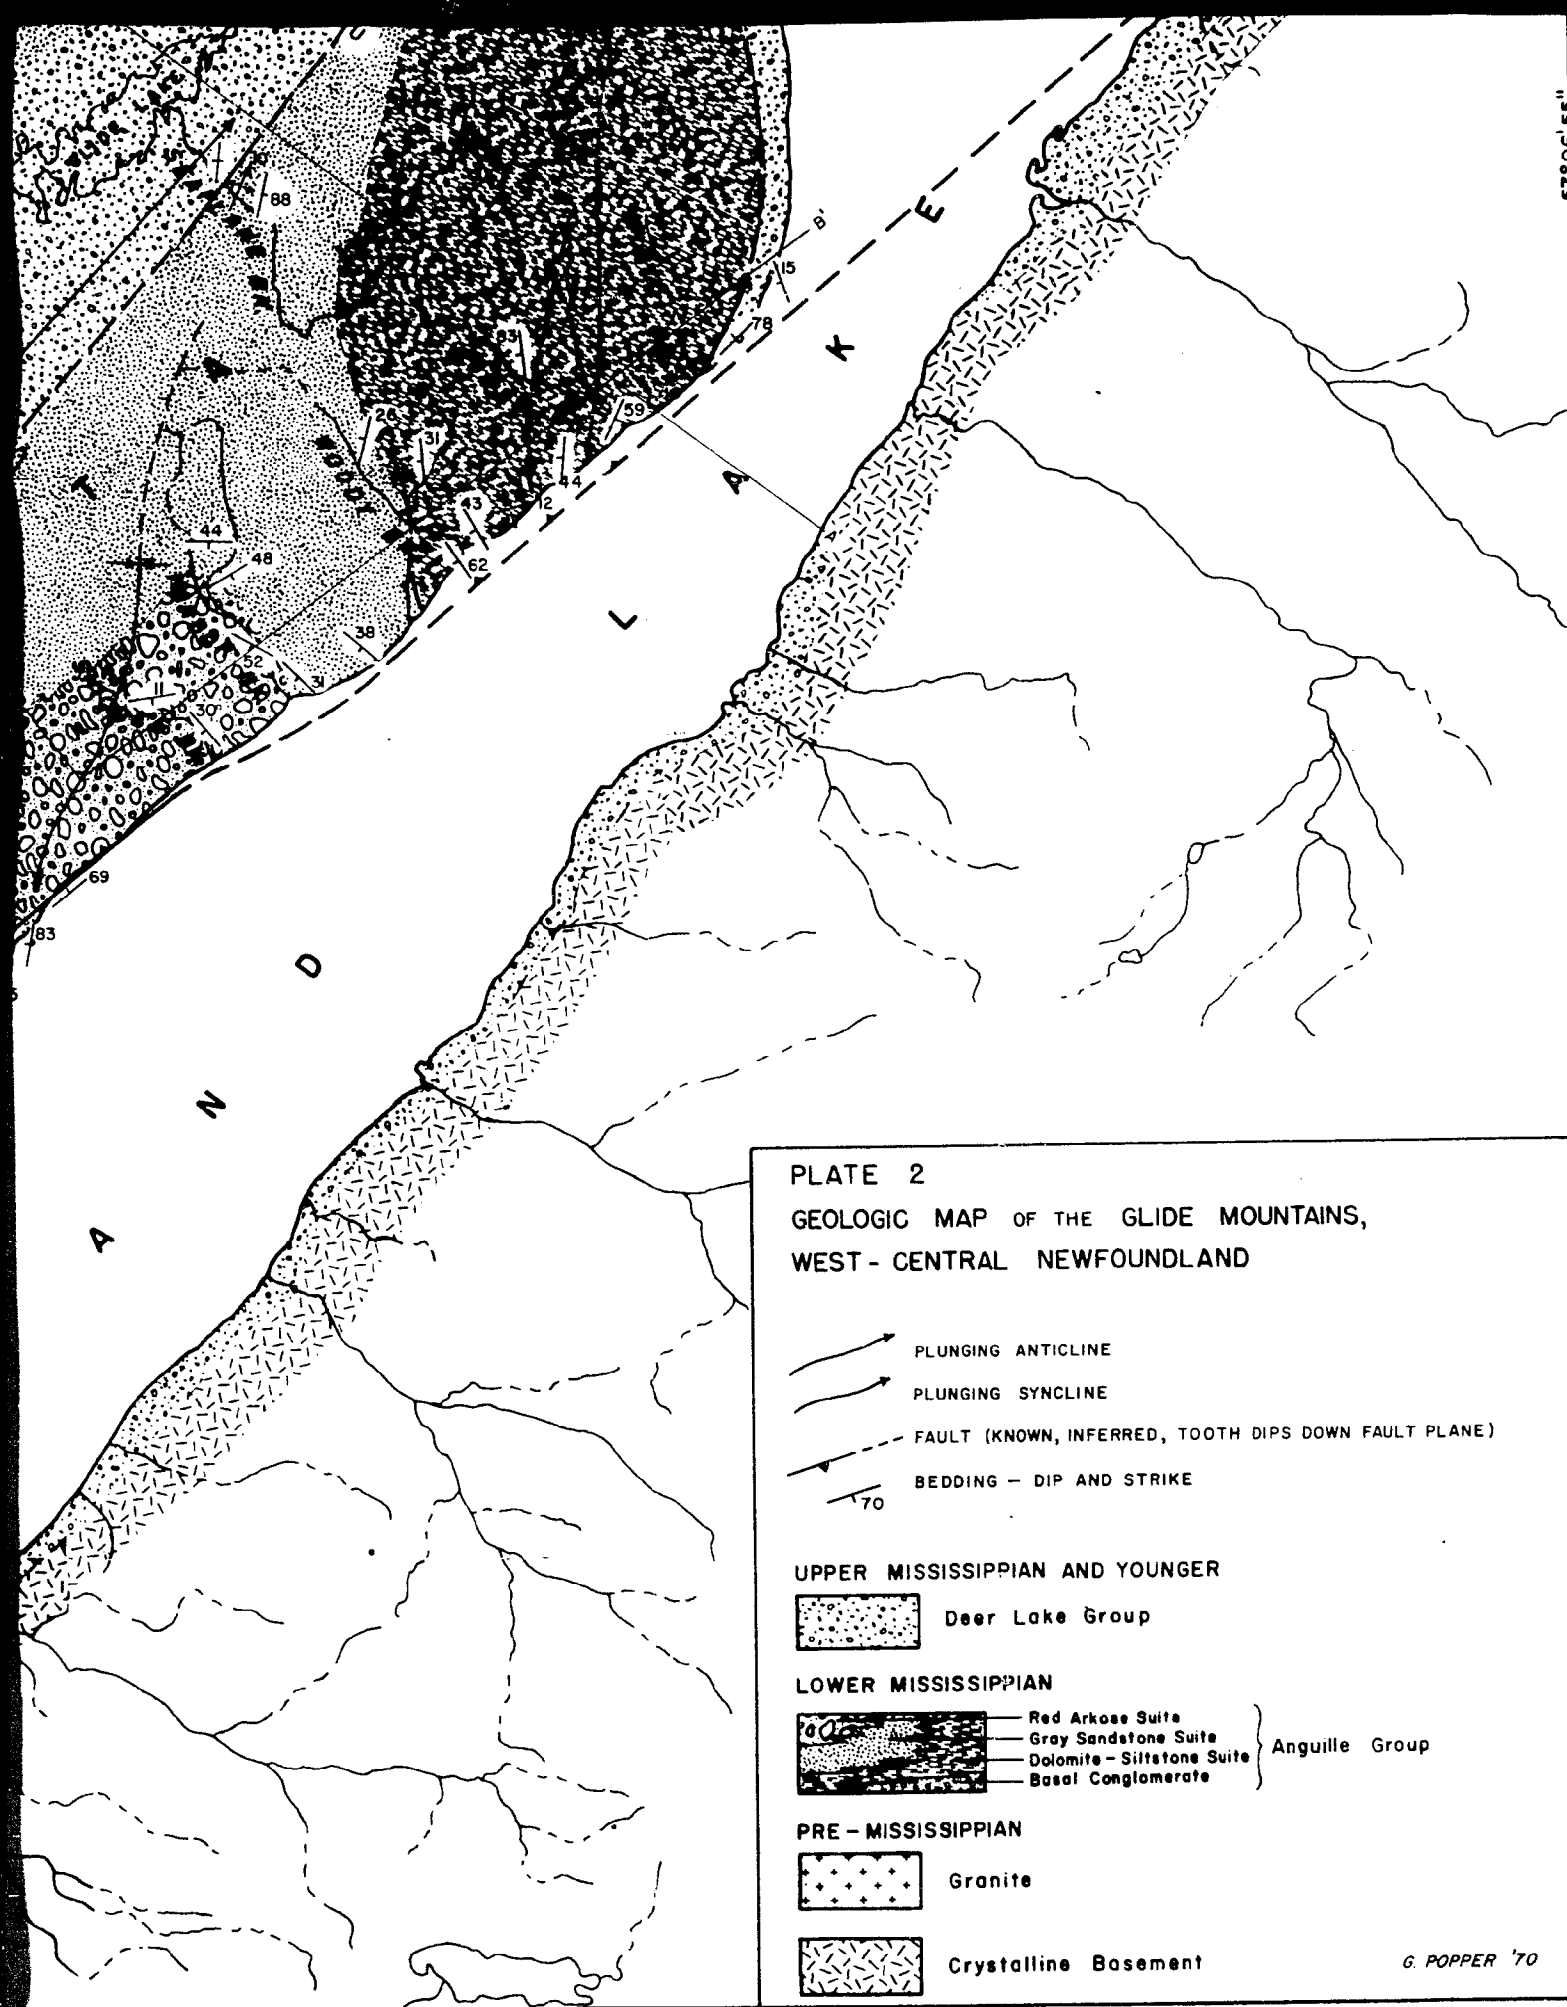 GLIDE LAKE
88
B'
15
78
83
26
59
31
44
12
43
62
44
48
38
52
31
11
30
69
83
E
K
A
L
D
N
A
PLATE 2
GEOLOGIC MAP OF THE GLIDE MOUNTAINS,
WEST - CENTRAL NEWFOUNDLAND
PLUNGING ANTICLINE
PLUNGING SYNCLINE
FAULT (KNOWN, INFERRED, TOOTH DIPS DOWN FAULT PLANE)
BEDDING - DIP AND STRIKE
70
UPPER MISSISSIPPIAN AND YOUNGER
Deer Lake Group
LOWER MISSISSIPPIAN
Red Arkose Suite
Gray Sandstone Suite
Dolomite - Siltstone Suite
Basal Conglomerate
Anguille Group
PRE - MISSISSIPPIAN
Granite
Crystalline Basement
G. POPPER '70